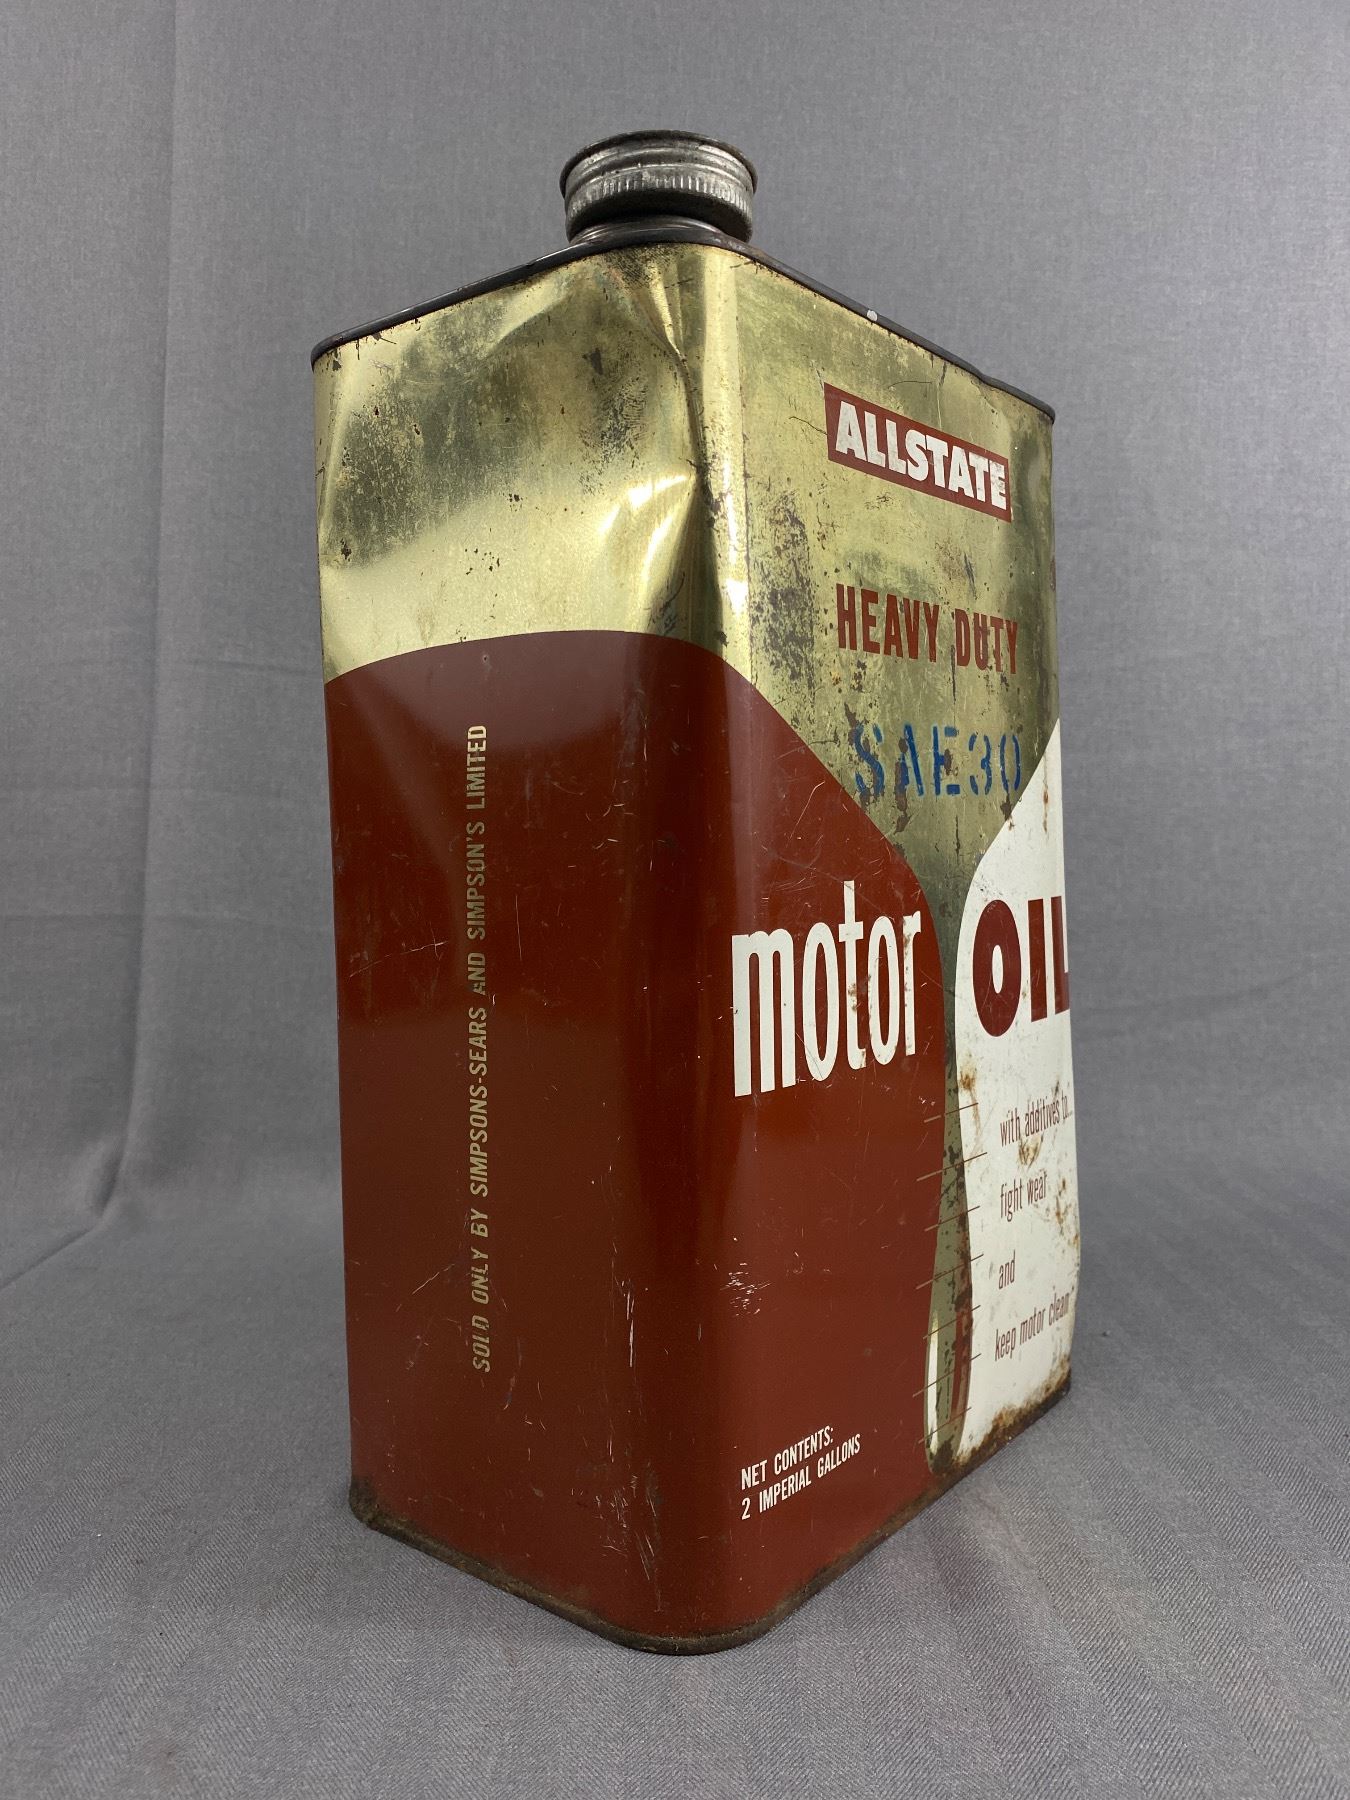 SOLD ONLY BY SIMPSONS-SEARS AND SIMPSON'S LIMITED
ALLSTATE
HEAVY DUTY
SAE30
motor OIL
with additives to...
fight wear
and
keep motor clean
NET CONTENTS:
2 IMPERIAL GALLONS